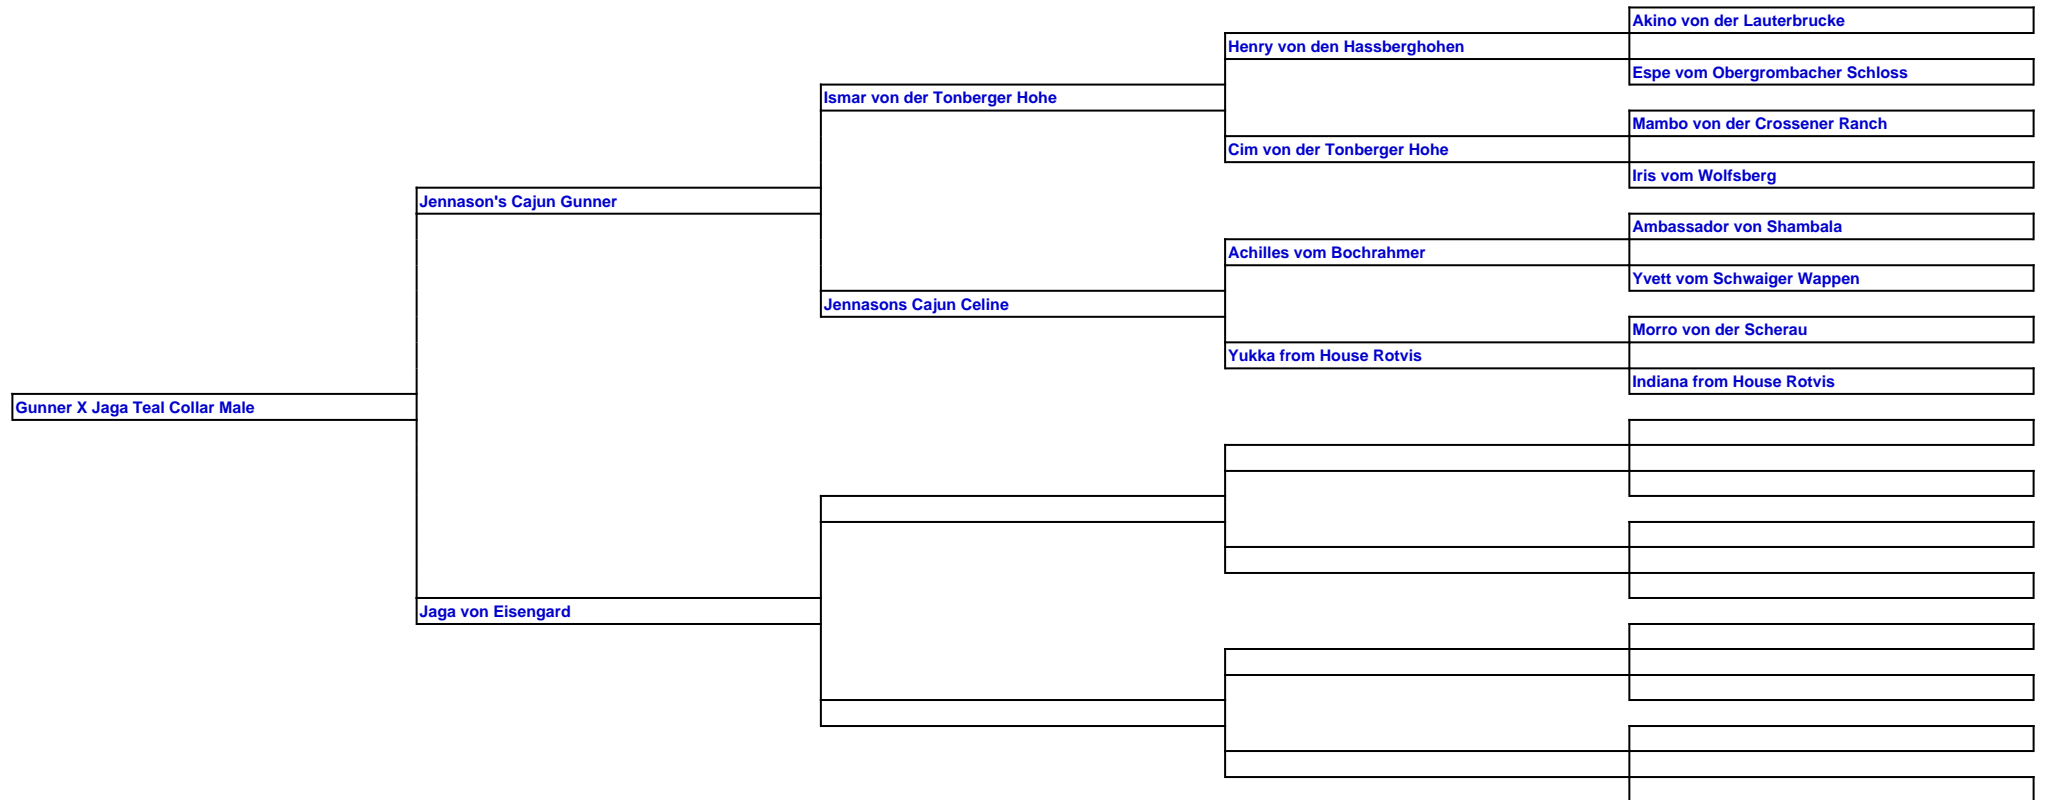 Akino von der Lauterbrucke
Henry von den Hassberghohen
Espe vom Obergrombacher Schloss
Ismar von der Tonberger Hohe
Mambo von der Crossener Ranch
Cim von der Tonberger Hohe
Iris vom Wolfsberg
Jennason's Cajun Gunner
Ambassador von Shambala
Achilles vom Bochrahmer
Yvett vom Schwaiger Wappen
Jennasons Cajun Celine
Morro von der Scherau
Yukka from House Rotvis
Indiana from House Rotvis
Gunner X Jaga Teal Collar Male
Jaga von Eisengard